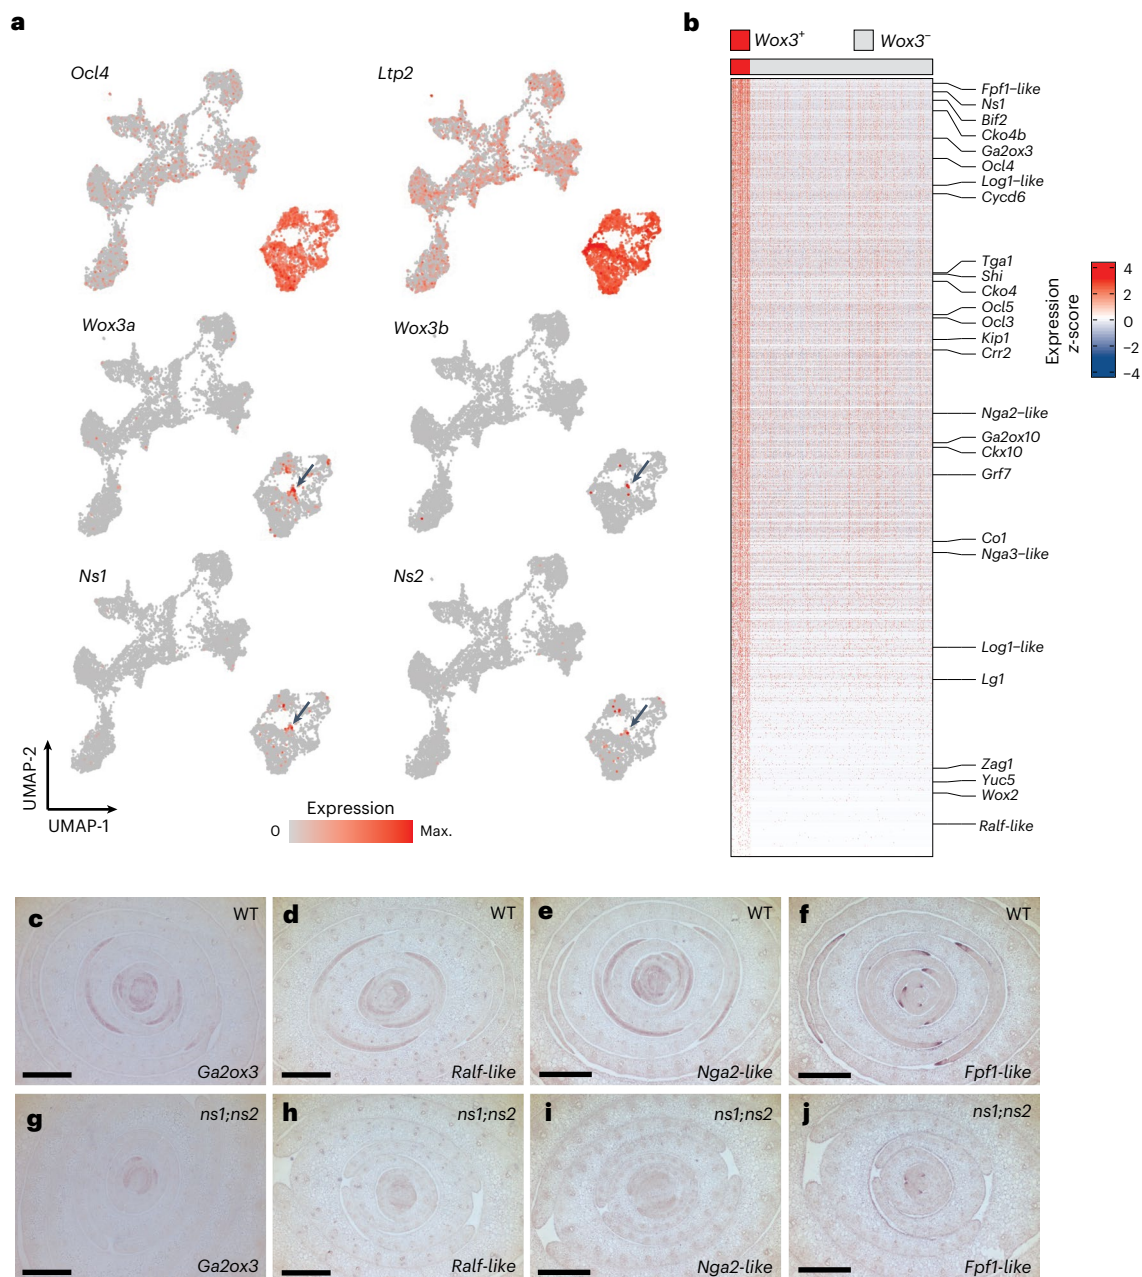 a
Ocl4
Ltp2
Wox3a
Wox3b
Ns1
Ns2
UMAP-2
UMAP-1
Expression
0
Max.
b
Wox3+
Wox3−
Fpf1−like
Ns1
Bif2
Cko4b
Ga2ox3
Ocl4
Log1−like
Cycd6
Tga1
Shi
Cko4
Ocl5
Ocl3
Kip1
Crr2
Nga2−like
Ga2ox10
Ckx10
Grf7
Co1
Nga3−like
Log1−like
Lg1
Zag1
Yuc5
Wox2
Ralf−like
Expression
z-score
4
2
0
−2
−4
c
WT
Ga2ox3
d
WT
Ralf-like
e
WT
Nga2-like
f
WT
Fpf1-like
g
ns1;ns2
Ga2ox3
h
ns1;ns2
Ralf-like
i
ns1;ns2
Nga2-like
j
ns1;ns2
Fpf1-like